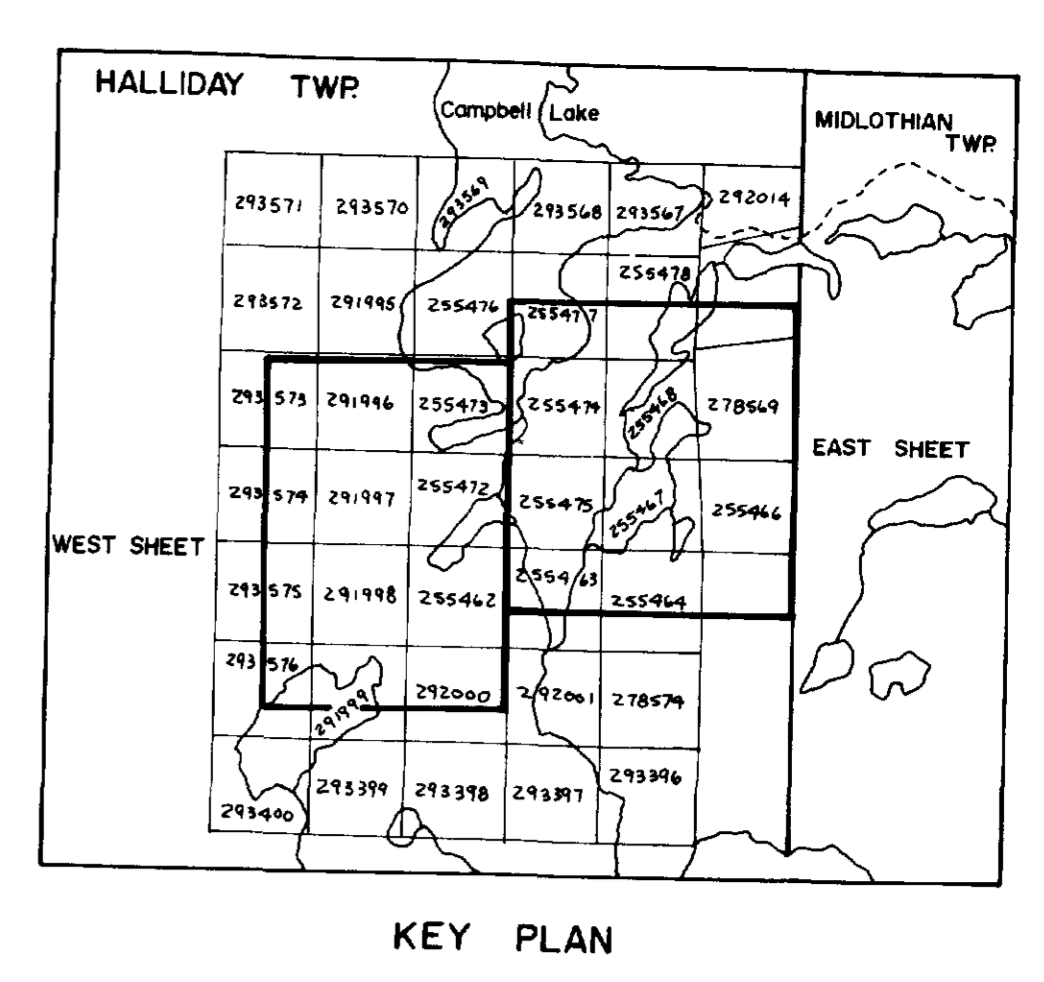 HALLIDAY TWP.
Campbell Lake
MIDLOTHIAN
TWP.
293571 293570 293569 293568 293567 292014
293572 291995 255476 255477 255478
293573 291996 255473 255474 255468 278569
EAST SHEET
293574 291997 255472 255475 255467 255466
WEST SHEET
293575 291998 255462 255463 255464
293576 291999 292000 292001 278574
293400 293399 293398 293397 293396
KEY PLAN